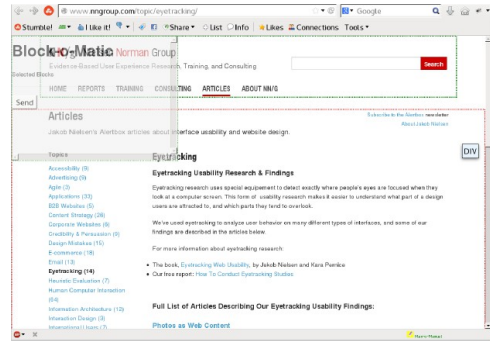 www.nngroup.com/topic/eyetracking/
Google
Stumble!
I like it!
Share
List
Info
Likes
Connections
Tools
Block-o-Matic
Nielsen Norman Group
Evidence-Based User Experience Research, Training, and Consulting
Selected Blocks
Search
HOME REPORTS TRAINING CONSULTING ARTICLES ABOUT NN/G
Send
Articles
Subscribe to the Alertbox newsletter
About Jakob Nielsen
Jakob Nielsen's Alertbox articles about interface usability and website design.
DIV
Topics
Accessibility (9)
Advertising (9)
Agile (3)
Applications (33)
B2B Websites (5)
Content Strategy (28)
Corporate Websites (9)
Credibility & Persuasion (9)
Design Mistakes (15)
E-commerce (18)
Email (13)
Eyetracking (14)
Heuristic Evaluation (7)
Human Computer Interaction
(64)
Information Architecture (13)
Interaction Design (3)
International Users (7)
Eyetracking
Eyetracking Usability Research & Findings
Eyetracking research uses special equipement to detect exactly where people's eyes are focused when they
look at a computer screen. This form of usability research makes it easier to understand what part of a design
users are attracted to, and which parts they tend to overlook.
We've used eyetracking to analyze user behavior on many different types of interfaces, and some of our
findings are described in the articles below.
For more information about eyetracking research:
The book, Eyetracking Web Usability, by Jakob Nielsen and Kara Pernice
Our free report: How To Conduct Eyetracking Studies
Full List of Articles Describing Our Eyetracking Usability Findings:
Photos as Web Content